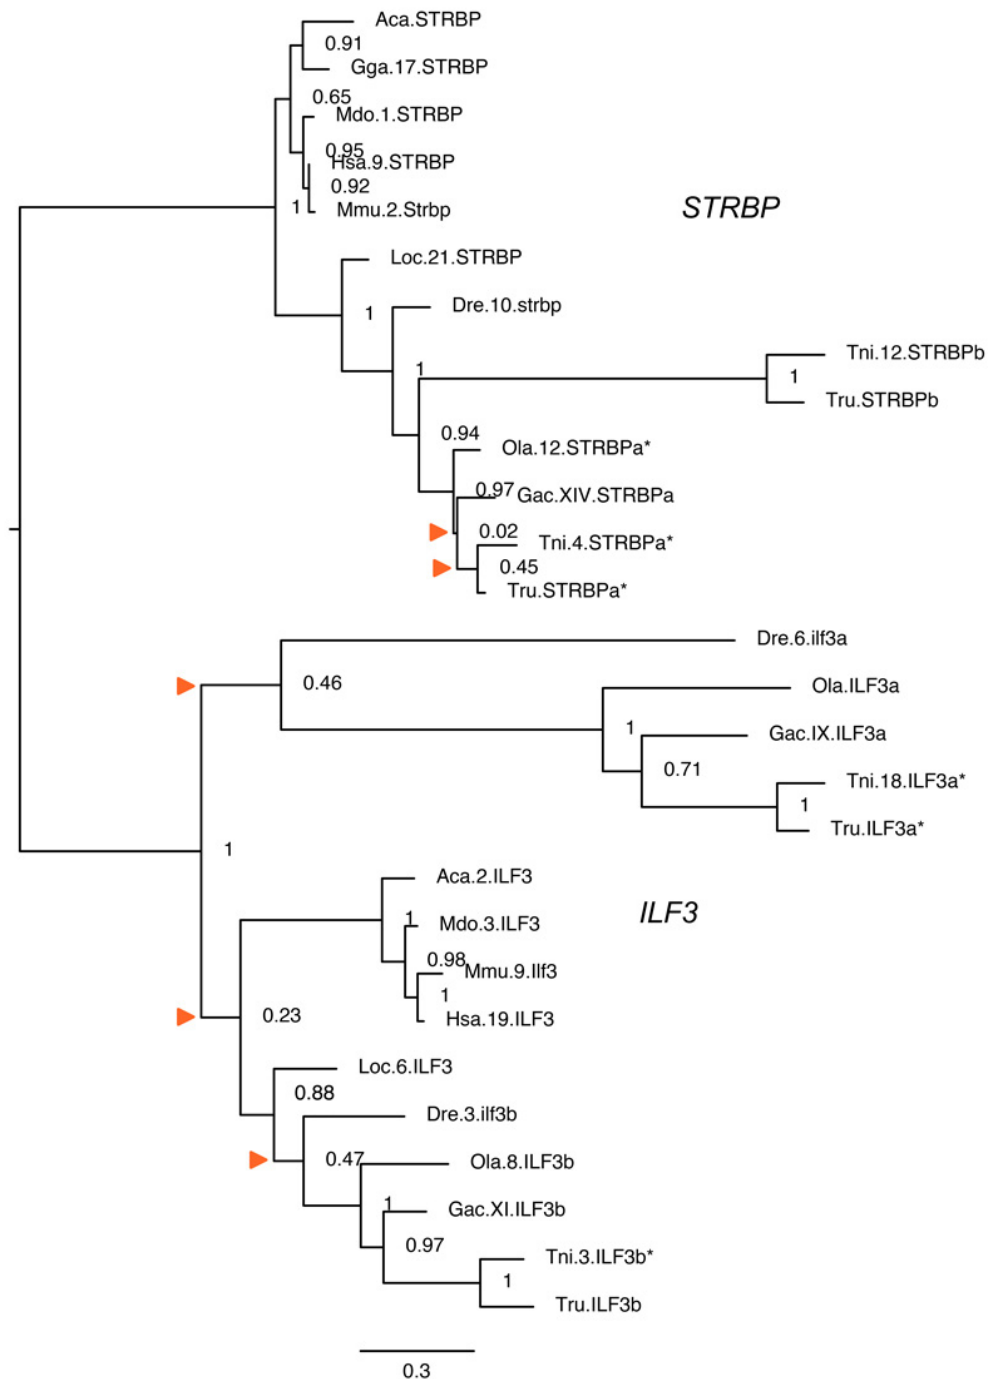 Aca.STRBP
0.91
Gga.17.STRBP
0.65
Mdo.1.STRBP
0.95
Hsa.9.STRBP
0.92
1
Mmu.2.Strbp
STRBP
Loc.21.STRBP
Dre.10.strbp
1
Tni.12.STRBPb
1
1
Tru.STRBPb
0.94
Ola.12.STRBPa*
0.97
Gac.XIV.STRBPa
0.02
Tni.4.STRBPa*
0.45
Tru.STRBPa*
Dre.6.ilf3a
0.46
Ola.ILF3a
1
Gac.IX.ILF3a
0.71
Tni.18.ILF3a*
1
Tru.ILF3a*
1
Aca.2.ILF3
ILF3
1
Mdo.3.ILF3
0.98
Mmu.9.Ilf3
1
Hsa.19.ILF3
0.23
Loc.6.ILF3
0.88
Dre.3.ilf3b
0.47
Ola.8.ILF3b
1
Gac.XI.ILF3b
0.97
Tni.3.ILF3b*
1
Tru.ILF3b
0.3